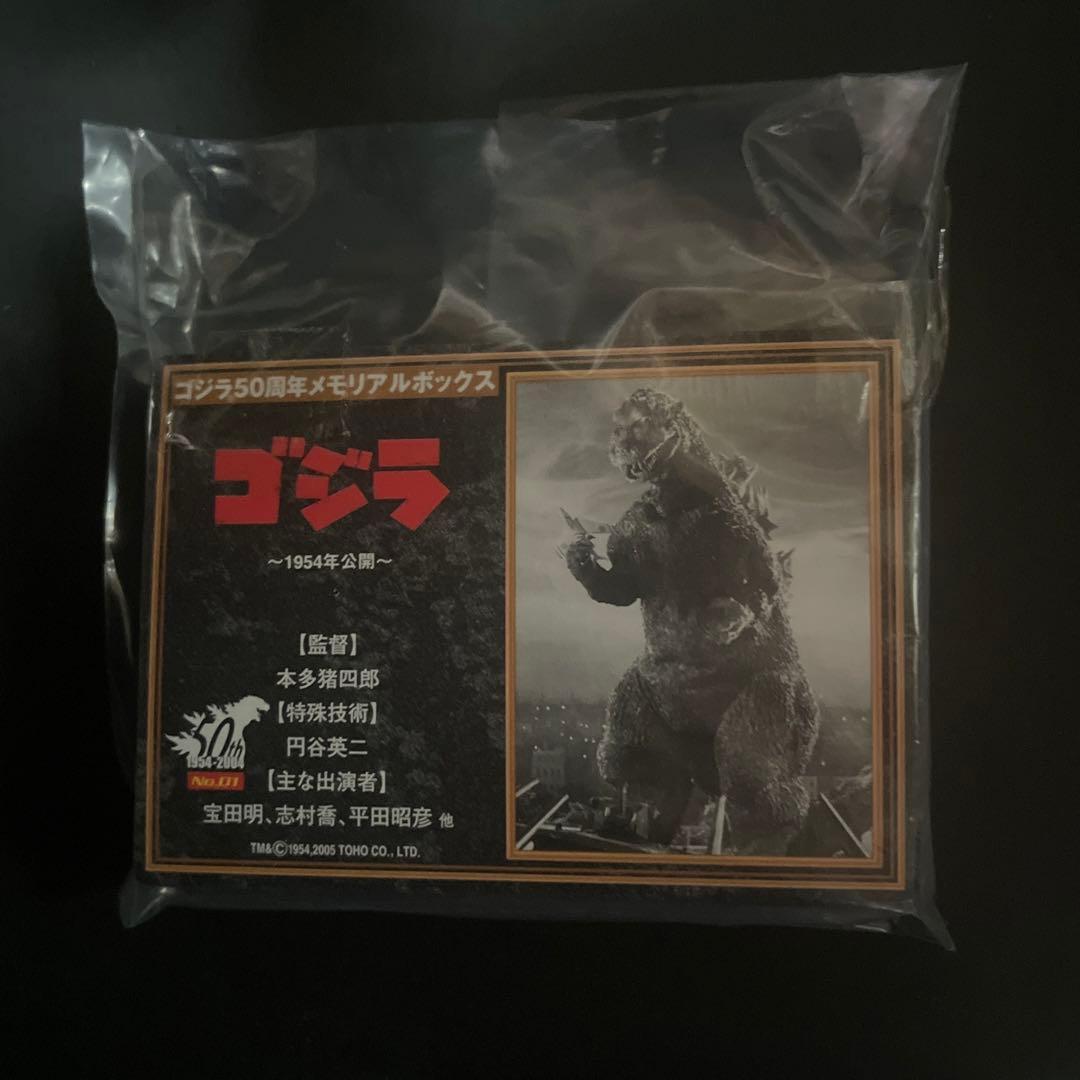 ゴジラ50周年メモリアルボックス
ゴジラ
～1954年公開～
【監督】
本多猪四郎
【特殊技術】
円谷英二
【主な出演者】
宝田明、志村喬、平田昭彦 他
50th
1954-2004
No.01
TM&Ⓒ1954,2005 TOHO CO., LTD.